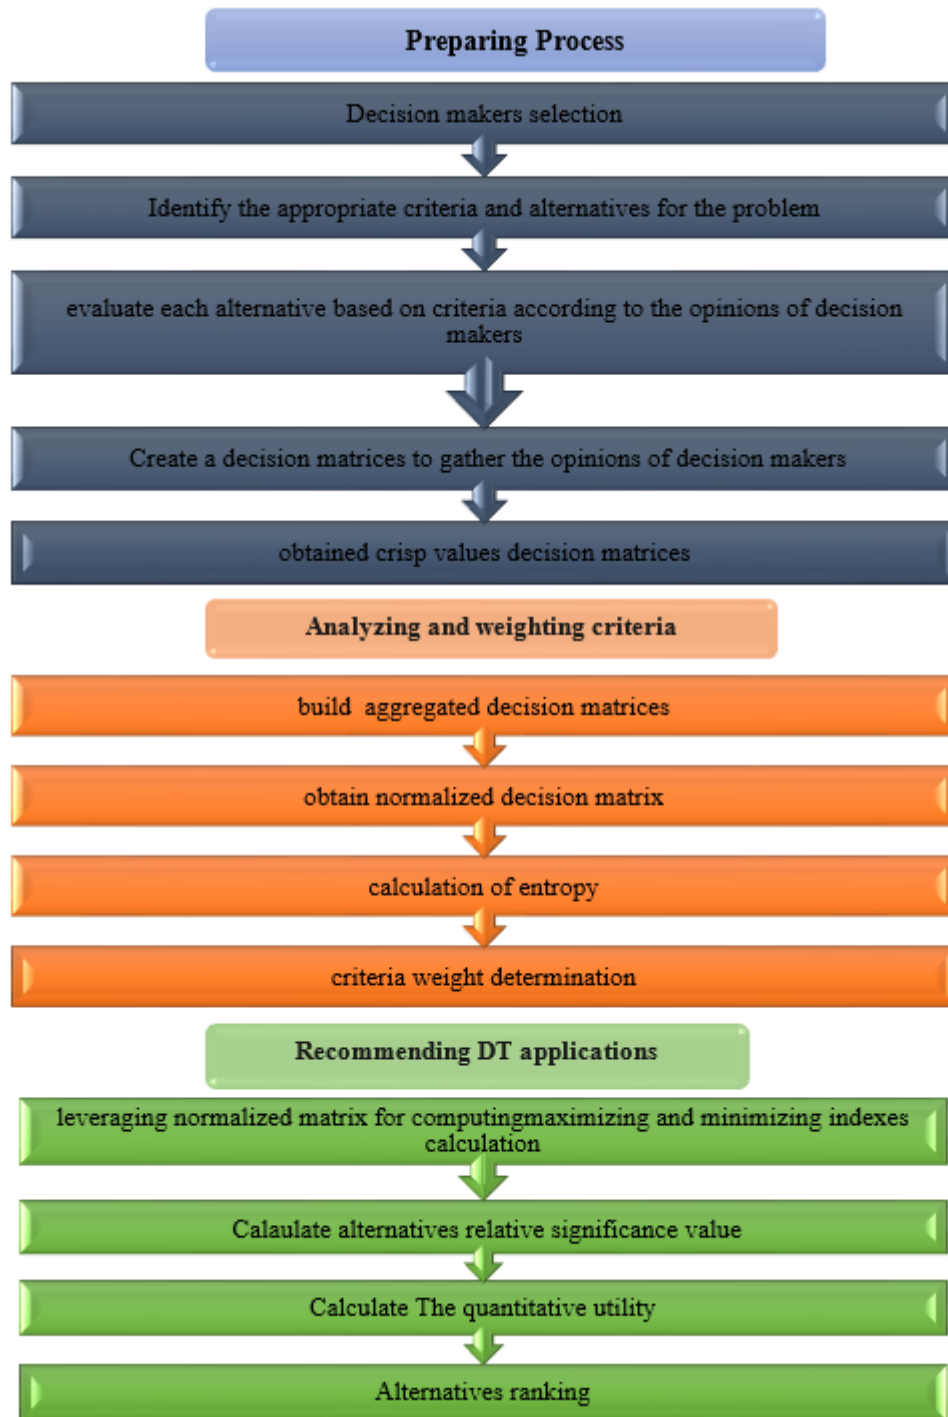 Preparing Process
Decision makers selection
Identify the appropriate criteria and alternatives for the problem
evaluate each alternative based on criteria according to the opinions of decision
makers
Create a decision matrices to gather the opinions of decision makers
obtained crisp values decision matrices
Analyzing and weighting criteria
build aggregated decision matrices
obtain normalized decision matrix
calculation of entropy
criteria weight determination
Recommending DT applications
leveraging normalized matrix for computingmaximizing and minimizing indexes
calculation
Calaulate alternatives relative significance value
Calculate The quantitative utility
Alternatives ranking